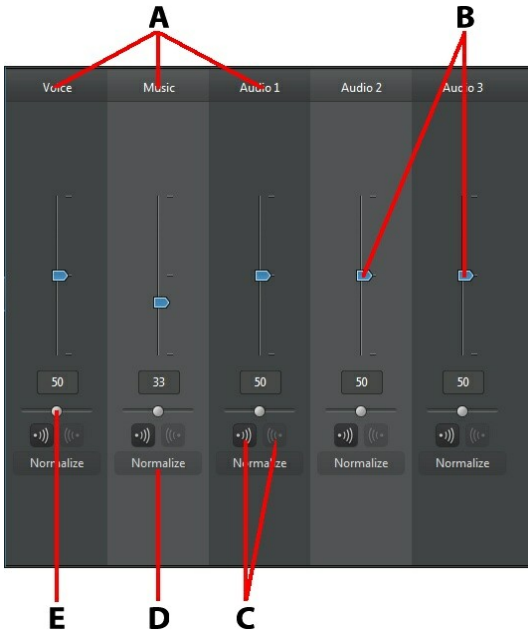 A B
Voice Music Audio 1 Audio 2 Audio 3
50 33 50 50 50
Normalize Normalize Normalize Normalize Normalize
E D C